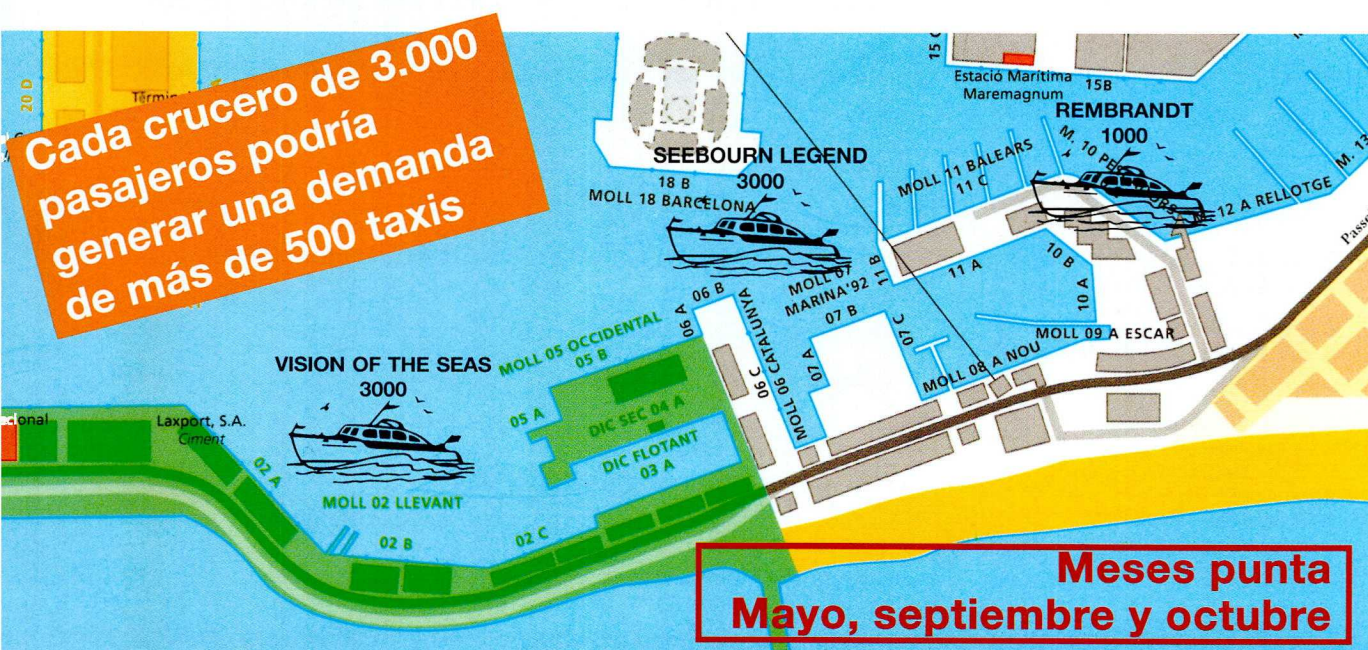 Cada crucero de 3.000
pasajeros podría
generar una demanda
de más de 500 taxis
20 D
Estació Marítima
Maremagnum
15 C
15B
REMBRANDT
1000
SEEBOURN LEGEND
3000
18 B
MOLL 18 BARCELONA
MOLL 11 BALEARS
11 C
M. 10
M. 13
M. 12 A RELLOTGE
11 B
11 A
10 B
10 A
MOLL 07
MARINA'92
07 B
07 C
07 A
MOLL 09 A ESCAR
MOLL 08 A NOU
06 B
06 A
06 C
MOLL 06 CATALUNYA
MOLL 05 OCCIDENTAL
05 B
05 A
DIC SEC 04 A
DIC FLOTANT
03 A
VISION OF THE SEAS
3000
Laxport, S.A.
Ciment
02 A
MOLL 02 LLEVANT
02 B
02 C
Meses punta
Mayo, septiembre y octubre